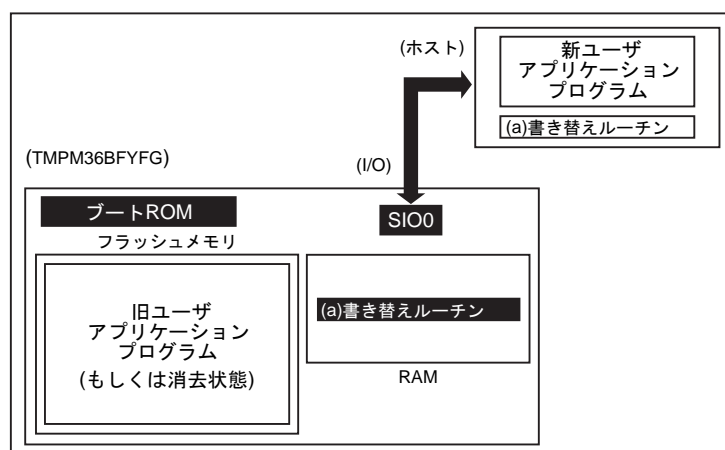 (ホスト)
新ユーザ
アプリケーション
プログラム
(a)書き替えルーチン
(TMPM36BFYFG)
(I/O)
ブートROM
SIO0
フラッシュメモリ
旧ユーザ
アプリケーション
プログラム
(もしくは消去状態)
(a)書き替えルーチン
RAM